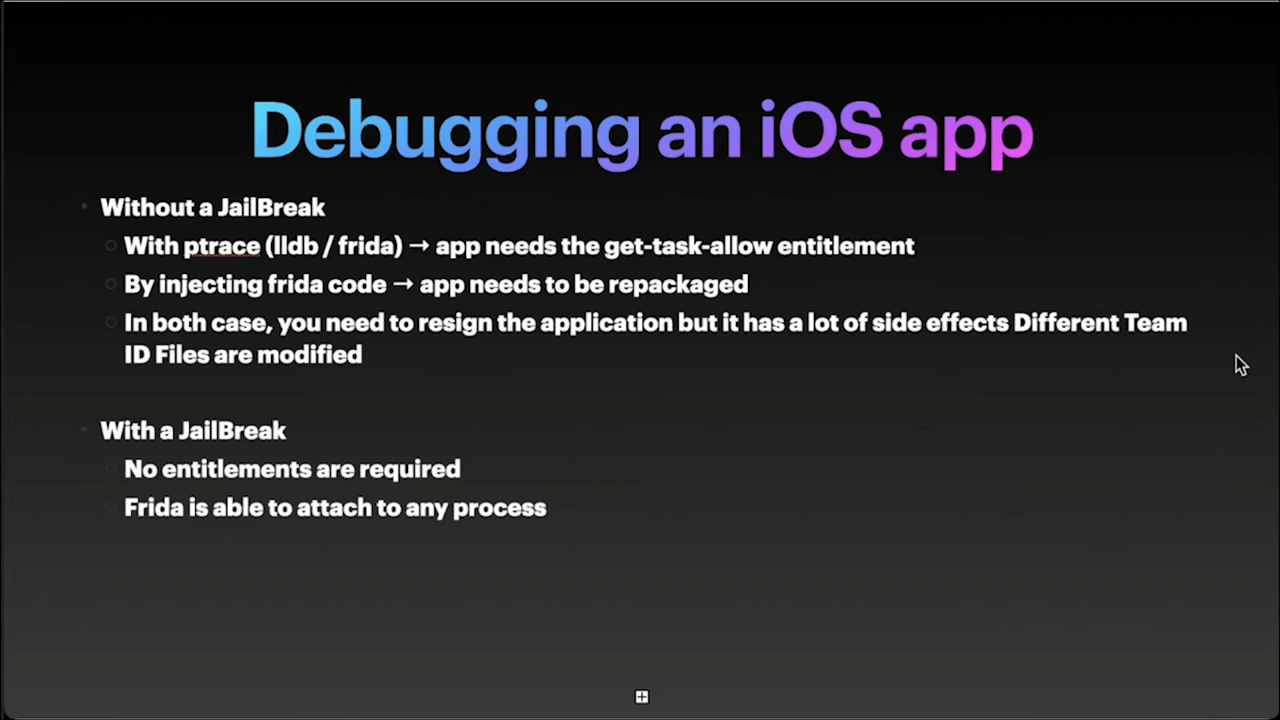 Debugging an iOS app
Without a JailBreak
With ptrace (lldb / frida) → app needs the get-task-allow entitlement
By injecting frida code → app needs to be repackaged
In both case, you need to resign the application but it has a lot of side effects Different Team
ID Files are modified
With a JailBreak
No entitlements are required
Frida is able to attach to any process